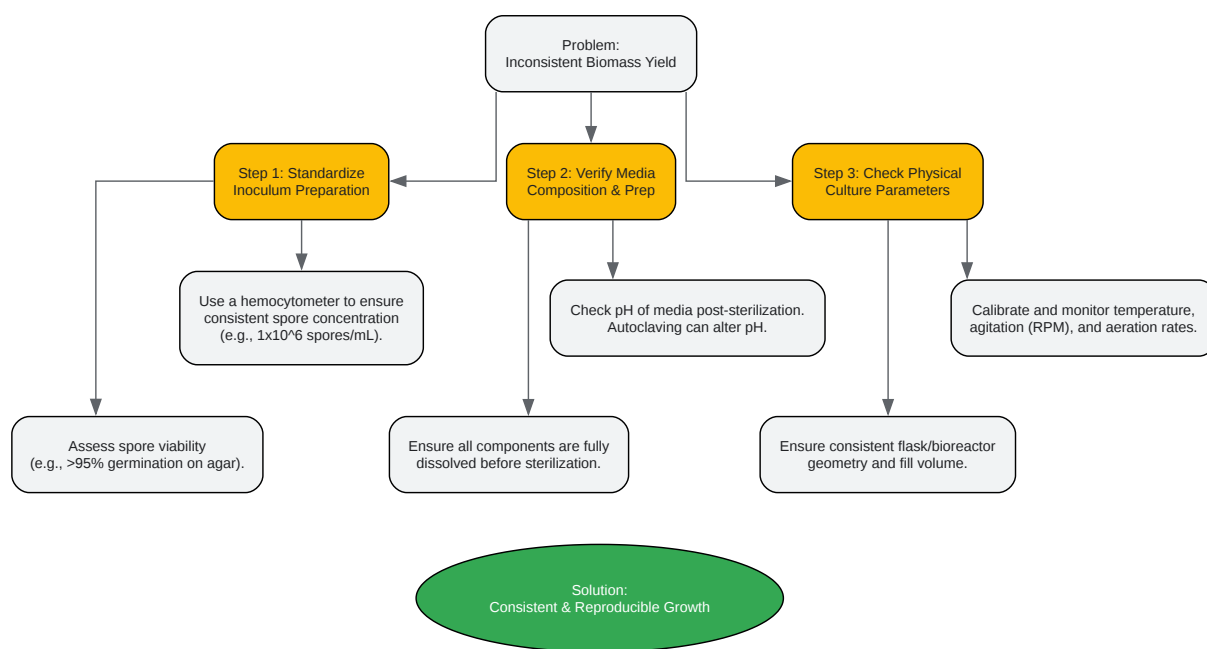 Problem:
Inconsistent Biomass Yield
Step 1: Standardize
Inoculum Preparation
Step 2: Verify Media
Composition & Prep
Step 3: Check Physical
Culture Parameters
Use a hemocytometer to ensure
consistent spore concentration
(e.g., 1x10^6 spores/mL).
Check pH of media post-sterilization.
Autoclaving can alter pH.
Calibrate and monitor temperature,
agitation (RPM), and aeration rates.
Assess spore viability
(e.g., >95% germination on agar).
Ensure all components are fully
dissolved before sterilization.
Ensure consistent flask/bioreactor
geometry and fill volume.
Solution:
Consistent & Reproducible Growth